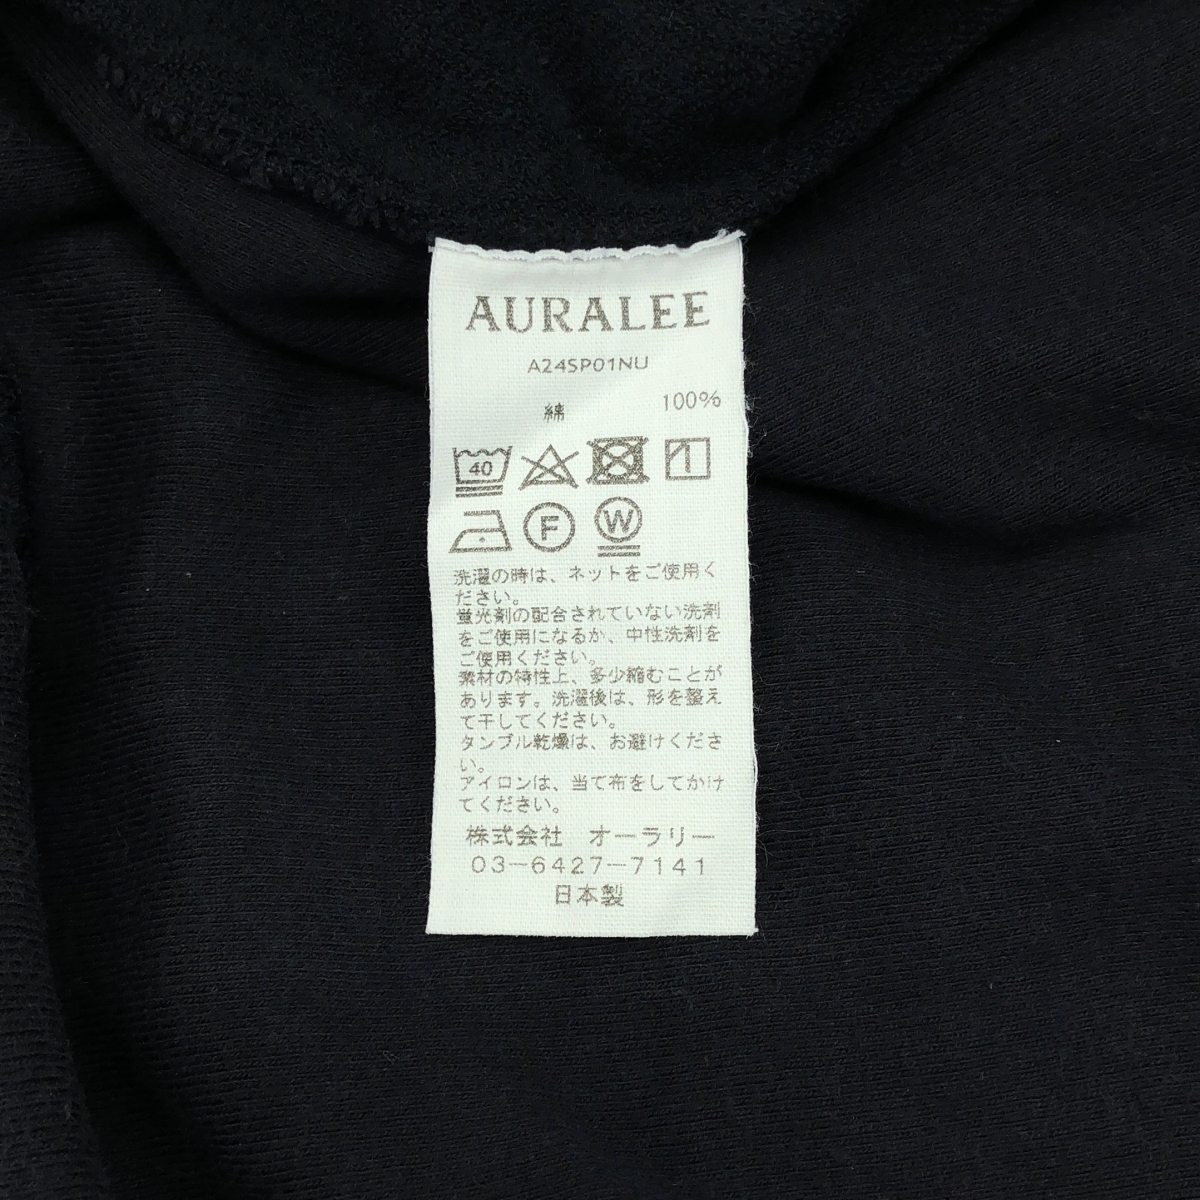 AURALEE
A24SP01NU
綿 100%
40
F W
洗濯の時は、ネットをご使用く
ださい。
蛍光剤の配合されていない洗剤
をご使用になるか、中性洗剤を
ご使用ください。
素材の特性上、多少縮むことが
あります。洗濯後は、形を整え
て干してください。
タンブル乾燥は、お避けくださ
い。
アイロンは、当て布をしてかけ
てください。
株式会社 オーラリー
03-6427-7141
日本製